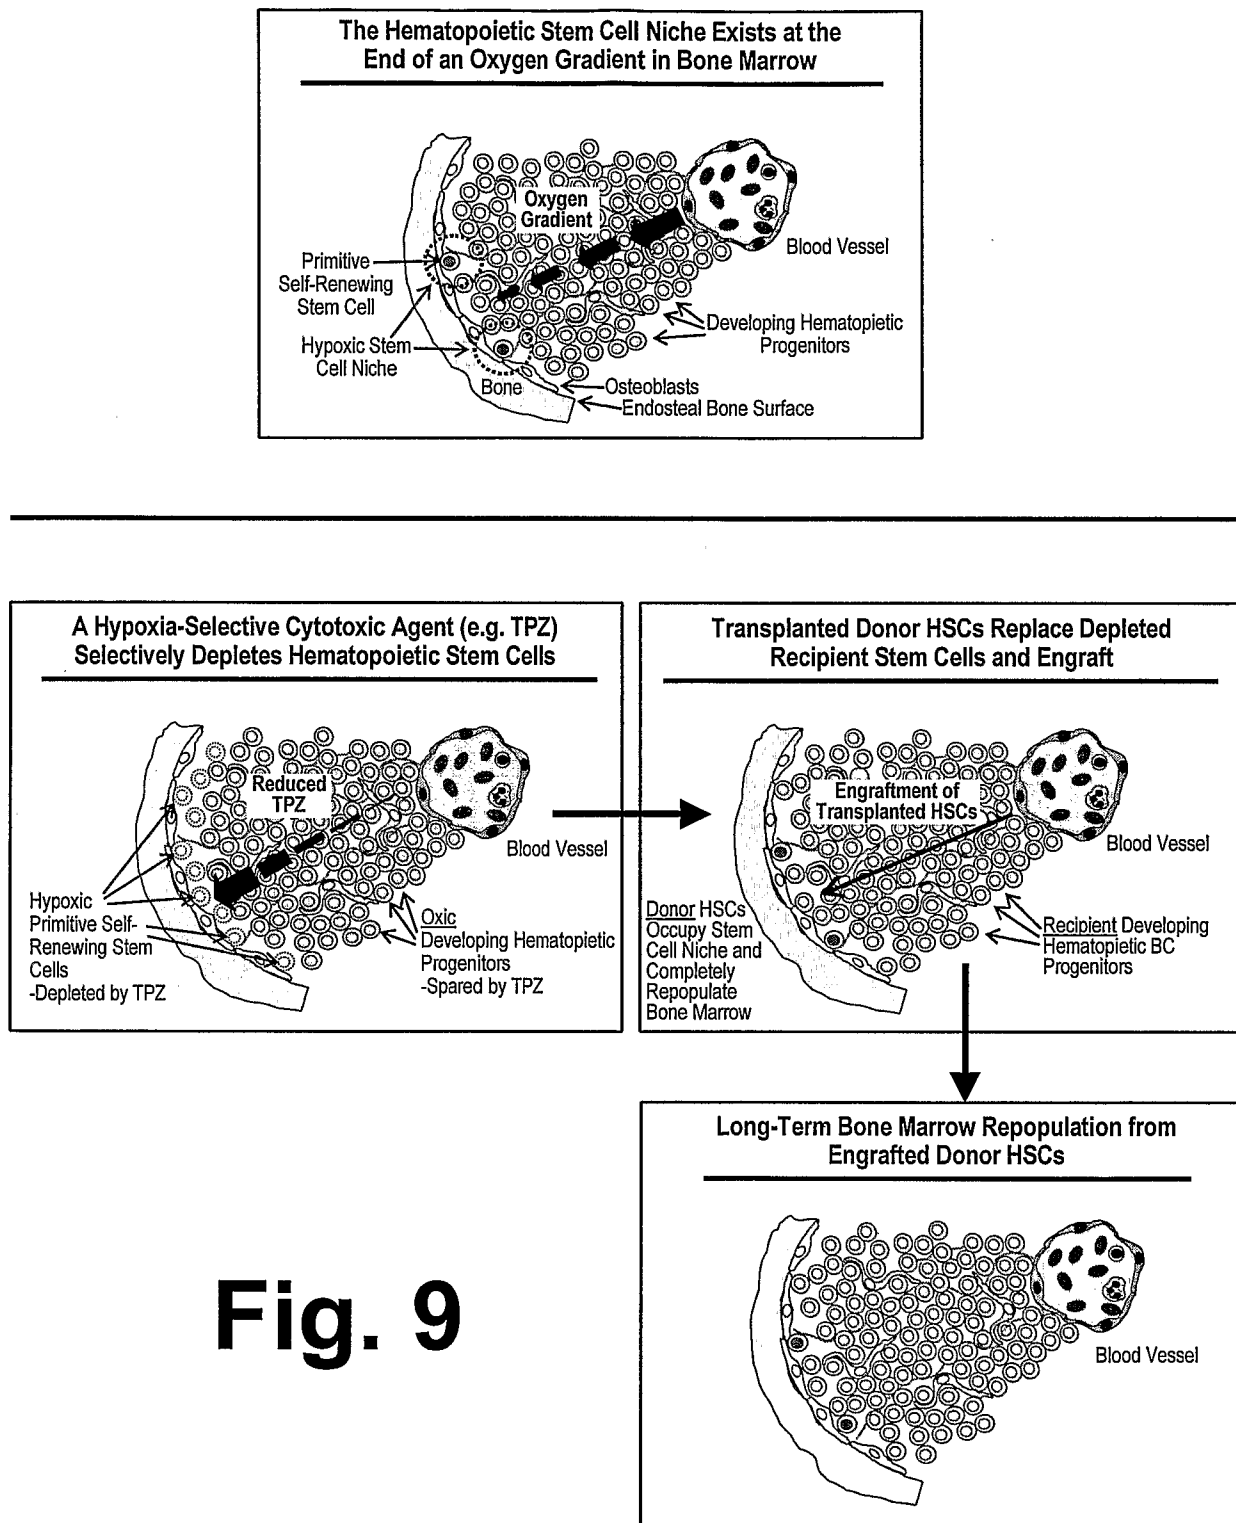 The Hematopoietic Stem Cell Niche Exists at the
End of an Oxygen Gradient in Bone Marrow
Oxygen
Gradient
Blood Vessel
Primitive
Self-Renewing
Stem Cell
Hypoxic Stem
Cell Niche
Developing Hematopietic
Progenitors
Bone
Osteoblasts
Endosteal Bone Surface
A Hypoxia-Selective Cytotoxic Agent (e.g. TPZ)
Selectively Depletes Hematopoietic Stem Cells
Reduced
TPZ
Blood Vessel
Hypoxic
Primitive Self-
Renewing Stem
Cells
-Depleted by TPZ
Oxic
Developing Hematopietic
Progenitors
-Spared by TPZ
Transplanted Donor HSCs Replace Depleted
Recipient Stem Cells and Engraft
Engraftment of
Transplanted HSCs
Blood Vessel
Donor HSCs
Occupy Stem
Cell Niche and
Completely
Repopulate
Bone Marrow
Recipient Developing
Hematopietic BC
Progenitors
Long-Term Bone Marrow Repopulation from
Engrafted Donor HSCs
Blood Vessel
Fig. 9